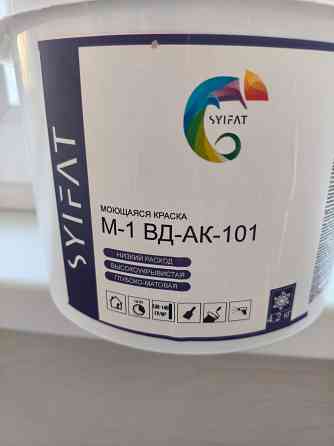 SYIFAT
SYIFAT
МОЮЩАЯСЯ КРАСКА
М-1 ВД-АК-101
НИЗКИЙ РАСХОД
ВЫСОКОУКРЫВИСТАЯ
ГЛУБОКО-МАТОВАЯ